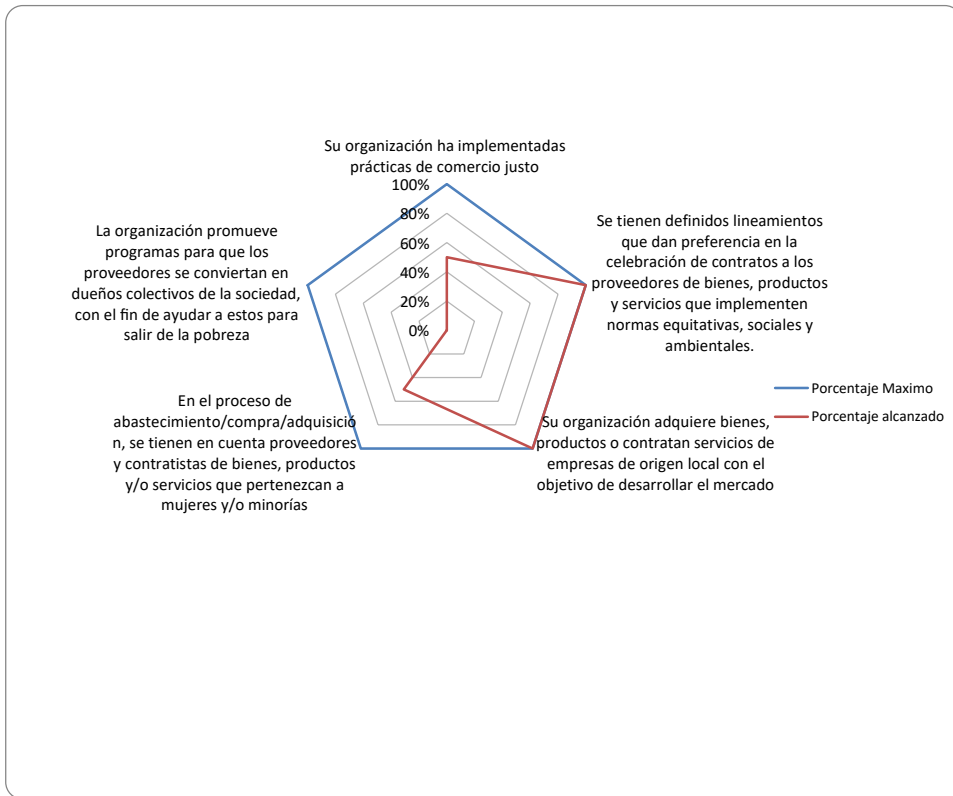 Su organización ha implementadas
prácticas de comercio justo
100%
80%
60%
40%
20%
0%
Se tienen definidos lineamientos
que dan preferencia en la
celebración de contratos a los
proveedores de bienes, productos
y servicios que implementen
normas equitativas, sociales y
ambientales.
Su organización adquiere bienes,
productos o contratan servicios de
empresas de origen local con el
objetivo de desarrollar el mercado
En el proceso de
abastecimiento/compra/adquisició
n, se tienen en cuenta proveedores
y contratistas de bienes, productos
y/o servicios que pertenezcan a
mujeres y/o minorías
La organización promueve
programas para que los
proveedores se conviertan en
dueños colectivos de la sociedad,
con el fin de ayudar a estos para
salir de la pobreza
Porcentaje Maximo
Porcentaje alcanzado